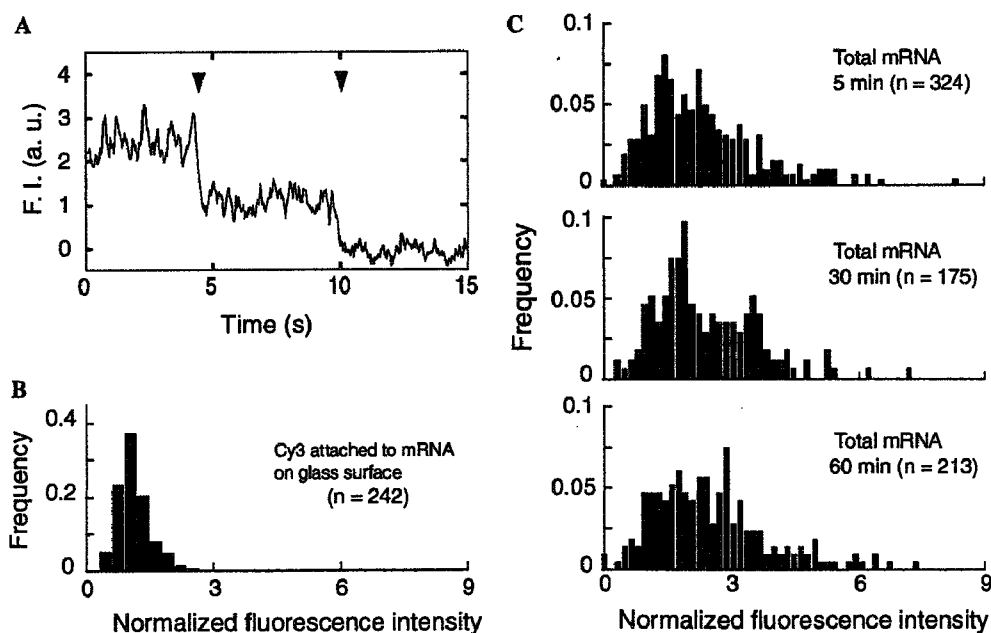 A
F. I. (a. u.)
4
3
2
1
0
0 5 10 15
Time (s)
B
Frequency
0.4
0.2
0
Cy3 attached to mRNA
on glass surface
(n = 242)
0 3 6 9
Normalized fluorescence intensity
C
Frequency
0.1
0.05
0
Total mRNA
5 min (n = 324)
0.1
0.05
0
Total mRNA
30 min (n = 175)
0.1
0.05
0
Total mRNA
60 min (n = 213)
0 3 6 9
Normalized fluorescence intensity